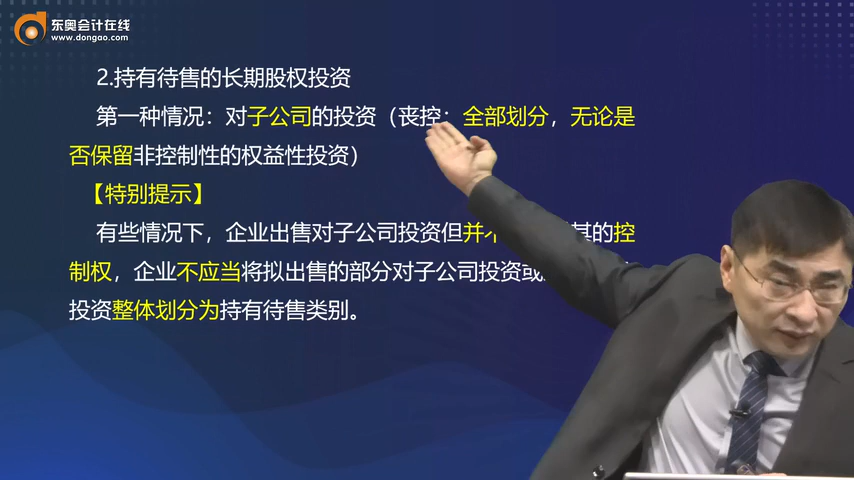 东奥会计在线
www.dongao.com
2.持有待售的长期股权投资
第一种情况：对子公司的投资（丧控：全部划分，无论是
否保留非控制性的权益性投资）
【特别提示】
有些情况下，企业出售对子公司投资但并不 其的控
制权，企业不应当将拟出售的部分对子公司投资或
投资整体划分为持有待售类别。